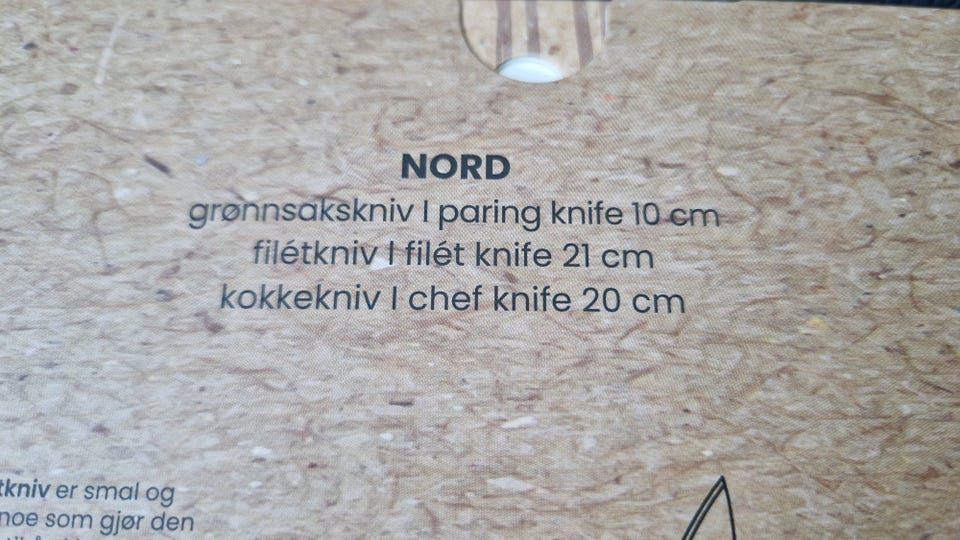 NORD
grønnsakskniv | paring knife 10 cm
filétkniv | filét knife 21 cm
kokkekniv | chef knife 20 cm
tkniv er smal og
noe som gjør den